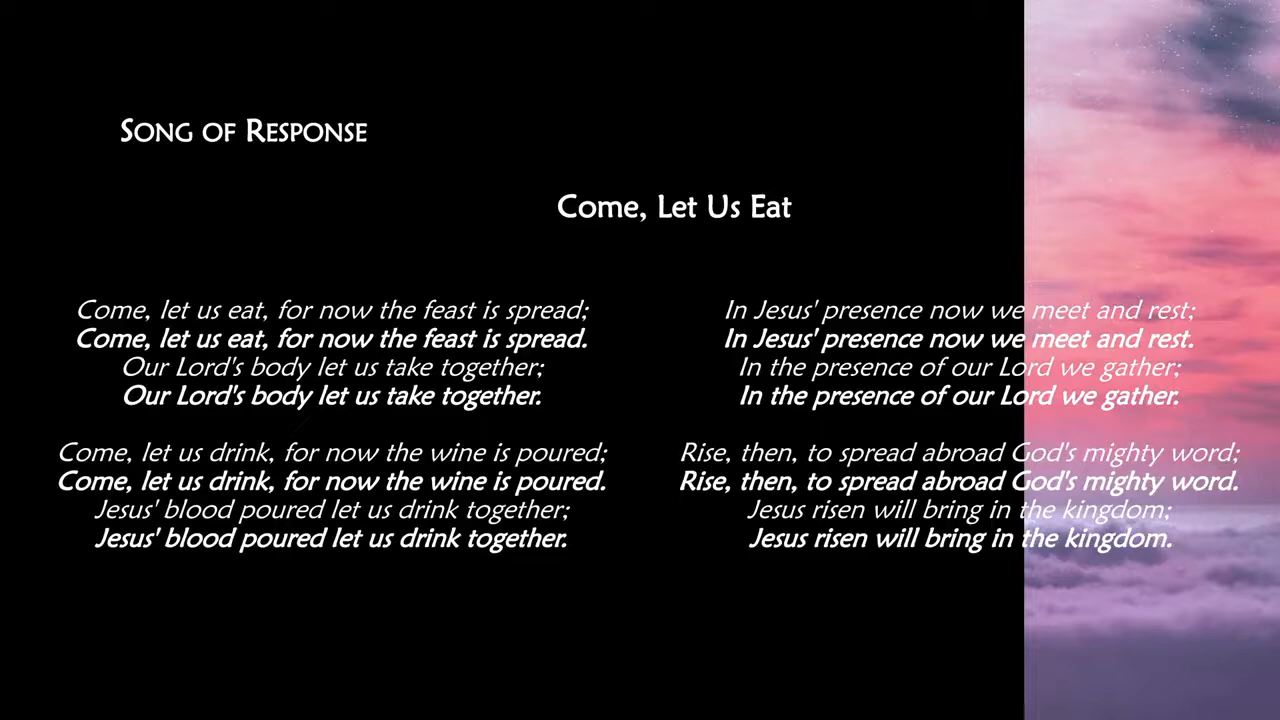 Song of Response
Come, Let Us Eat
Come, let us eat, for now the feast is spread;
Come, let us eat, for now the feast is spread.
Our Lord's body let us take together;
Our Lord's body let us take together.
Come, let us drink, for now the wine is poured;
Come, let us drink, for now the wine is poured.
Jesus' blood poured let us drink together;
Jesus' blood poured let us drink together.
In Jesus' presence now we meet and rest;
In Jesus' presence now we meet and rest.
In the presence of our Lord we gather;
In the presence of our Lord we gather.
Rise, then, to spread abroad God's mighty word;
Rise, then, to spread abroad God's mighty word.
Jesus risen will bring in the kingdom;
Jesus risen will bring in the kingdom.